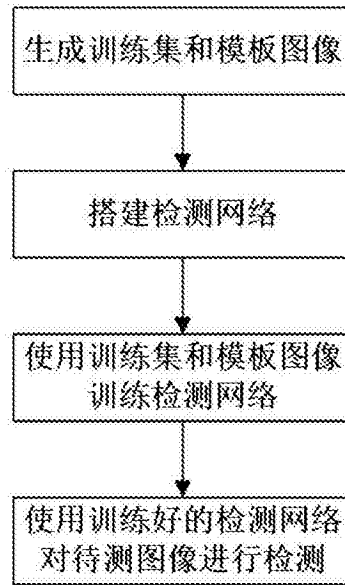 生成训练集和模板图像
搭建检测网络
使用训练集和模板图像
训练检测网络
使用训练好的检测网络
对待测图像进行检测